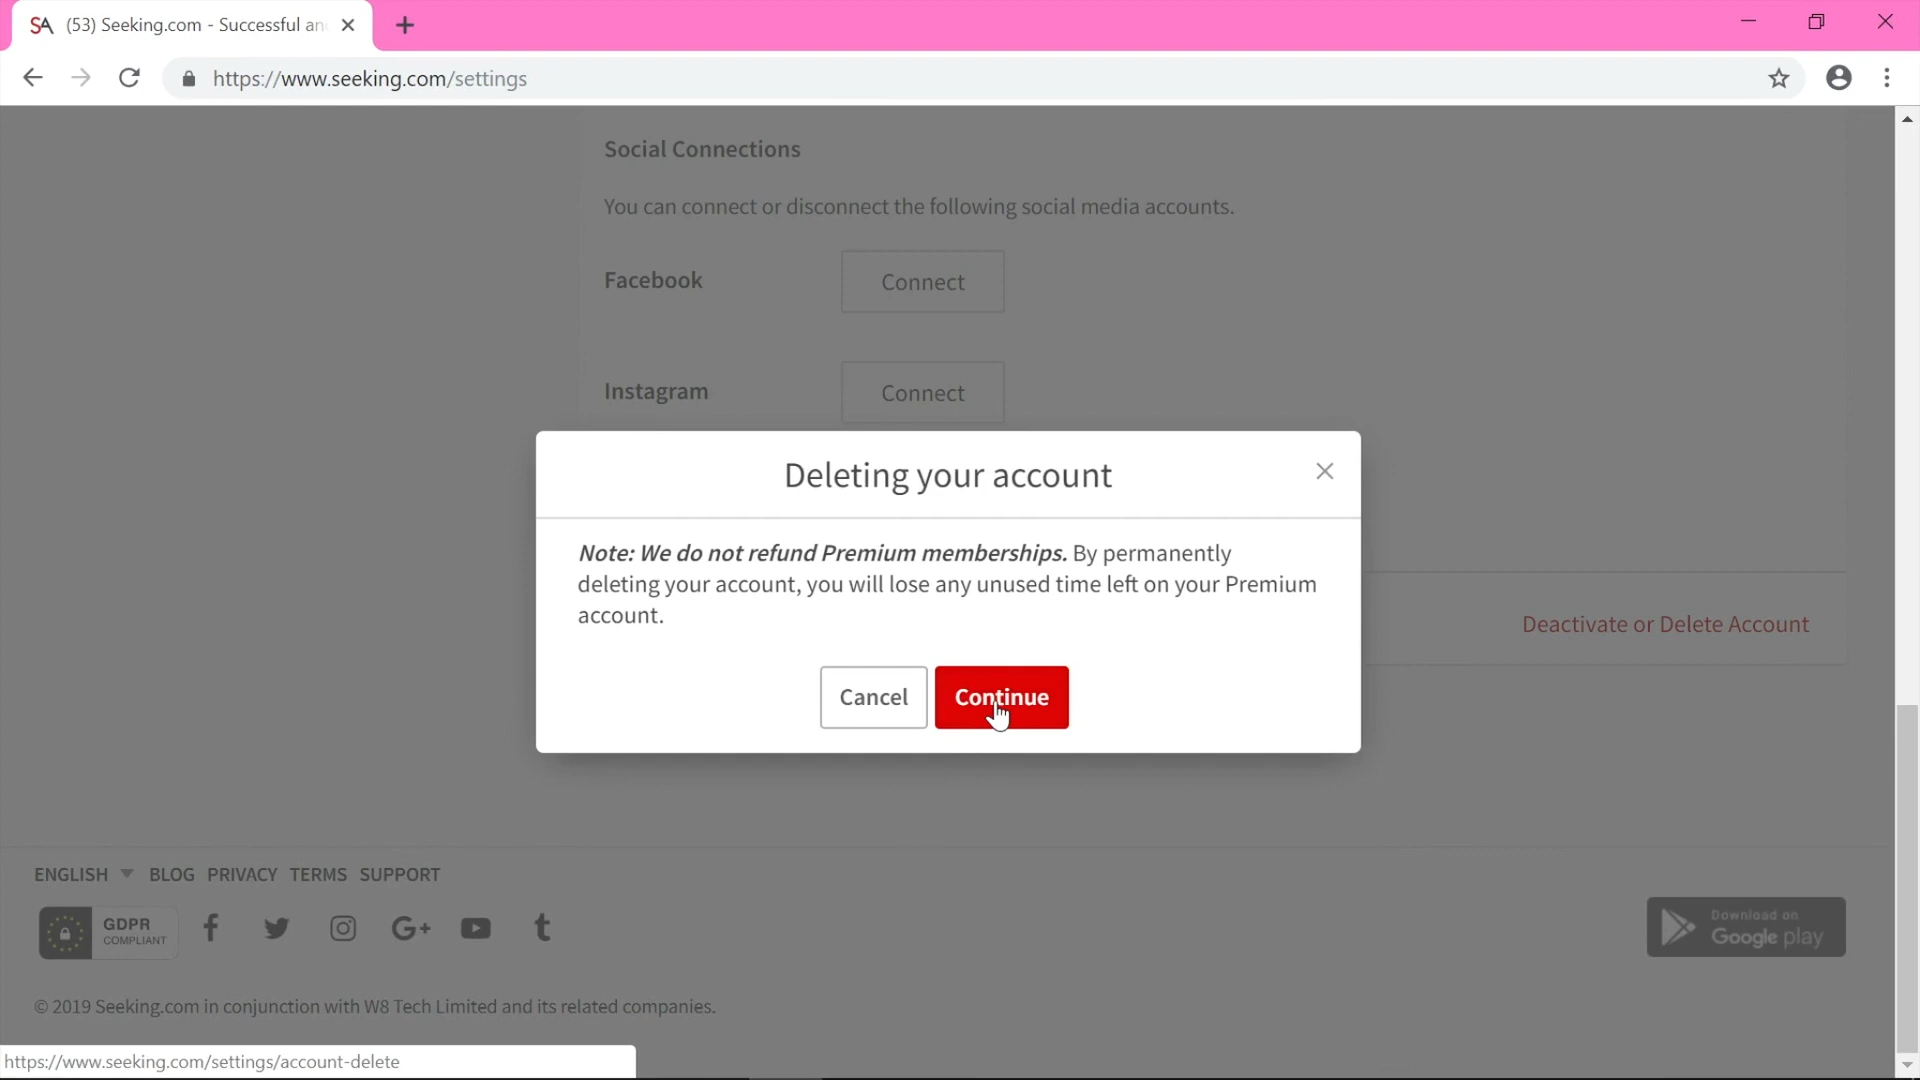 SA (53) Seeking.com - Successful an
https://www.seeking.com/settings
Social Connections
You can connect or disconnect the following social media accounts.
Facebook Connect
Instagram Connect
Deleting your account
Note: We do not refund Premium memberships. By permanently
deleting your account, you will lose any unused time left on your Premium
account.
Deactivate or Delete Account
Cancel Continue
ENGLISH BLOG PRIVACY TERMS SUPPORT
GDPR
COMPLIANT
G+
Download on
Google play
© 2019 Seeking.com in conjunction with W8 Tech Limited and its related companies.
https://www.seeking.com/settings/account-delete